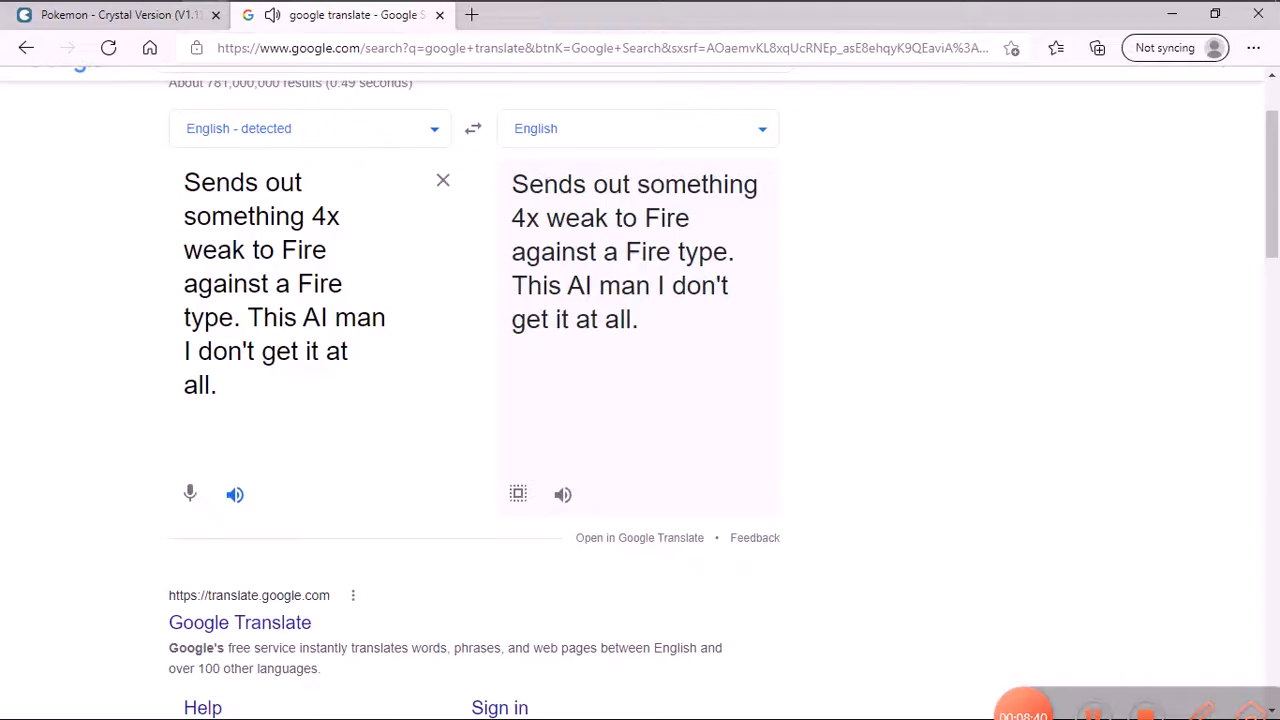 Pokemon - Crystal Version (V1.1)
google translate - Google S
https://www.google.com/search?q=google+translate&btnK=Google+Search&sxsrf=AOaemvKL8xqUcRNEp_asE8ehqyK9QEaviA%3A...
Not syncing
About 781,000,000 results (0.49 seconds)
English - detected
English
Sends out
something 4x
weak to Fire
against a Fire
type. This AI man
I don't get it at
all.
Sends out something
4x weak to Fire
against a Fire type.
This AI man I don't
get it at all.
Open in Google Translate • Feedback
https://translate.google.com
Google Translate
Google's free service instantly translates words, phrases, and web pages between English and
over 100 other languages.
Help
Sign in
00:08:40